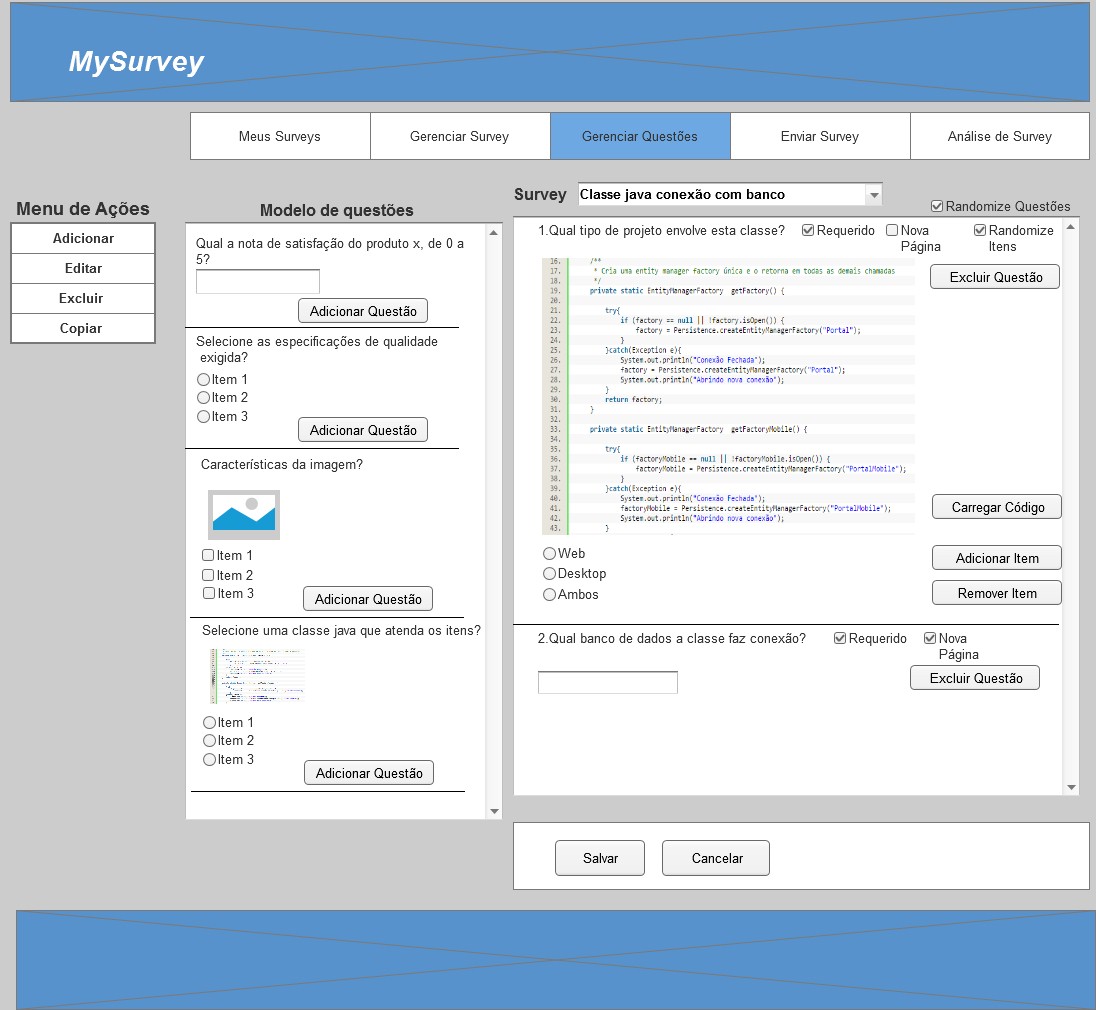 MySurvey
Meus Surveys
Gerenciar Survey
Gerenciar Questões
Enviar Survey
Análise de Survey
Menu de Ações
Adicionar
Editar
Excluir
Copiar
Modelo de questões
Qual a nota de satisfação do produto x, de 0 a
5?
Adicionar Questão
Selecione as especificações de qualidade
exigida?
Item 1
Item 2
Item 3
Adicionar Questão
Características da imagem?
Item 1
Item 2
Item 3
Adicionar Questão
Selecione uma classe java que atenda os itens?
Item 1
Item 2
Item 3
Adicionar Questão
Survey
Classe java conexão com banco
Randomize Questões
1.Qual tipo de projeto envolve esta classe?
Requerido
Nova
Página
Randomize
Itens
Excluir Questão
16. /**
17. * Cria uma entity manager factory única e o retorna em todas as demais chamadas
18. */
19. private static EntityManagerFactory getFactory() {
20.
21. try{
22. if (factory == null || !factory.isOpen()) {
23. factory = Persistence.createEntityManagerFactory("Portal");
24. }
25. }catch(Exception e){
26. System.out.println("Conexão Fechada");
27. factory = Persistence.createEntityManagerFactory("Portal");
28. System.out.println("Abrindo nova conexão");
29. }
30. return factory;
31. }
32.
33. private static EntityManagerFactory getFactoryMobile() {
34.
35. try{
36. if (factoryMobile == null || !factoryMobile.isOpen()) {
37. factoryMobile = Persistence.createEntityManagerFactory("PortalMobile");
38. }
39. }catch(Exception e){
40. System.out.println("Conexão Fechada");
41. factoryMobile = Persistence.createEntityManagerFactory("PortalMobile");
42. System.out.println("Abrindo nova conexão");
43. }
Carregar Código
Web
Desktop
Ambos
Adicionar Item
Remover Item
2.Qual banco de dados a classe faz conexão?
Requerido
Nova
Página
Excluir Questão
Salvar
Cancelar